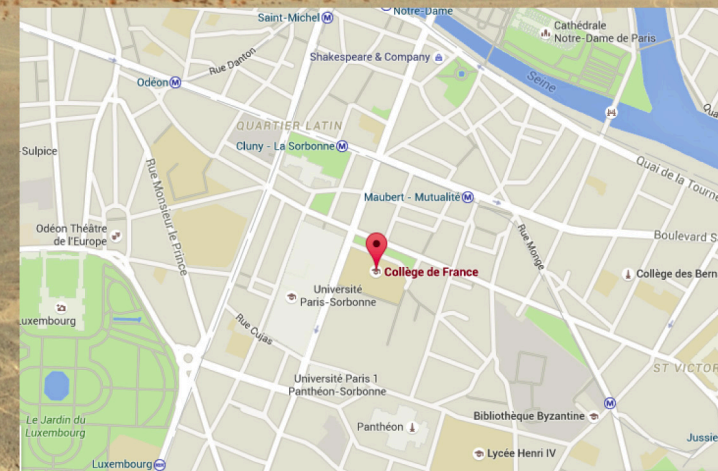 Saint-Michel
Notre-Dame
Cathédrale
Notre-Dame de Paris
Shakespeare & Company
Rue Danton
Odéon
Seine
QUARTIER LATIN
Cluny - La Sorbonne
-Sulpice
Quai de la Tourne
Rue Monsieur le Prince
Maubert - Mutualité
Odéon Théâtre
de l'Europe
Rue Monge
Boulevard S
Collège de France
Collège des Bern
Université
Paris-Sorbonne
uxembourg
Rue Cujas
ST VICTOR
Université Paris 1
Panthéon-Sorbonne
Bibliothèque Byzantine
Le Jardin du
Luxembourg
Panthéon
Jussie
Lycée Henri IV
Luxembourg